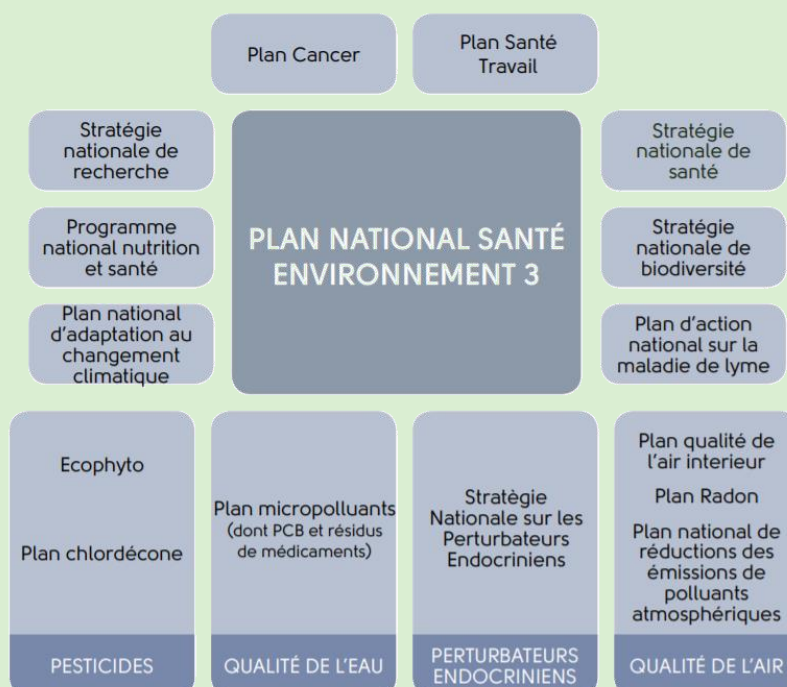 Plan Cancer
Plan Santé
Travail
Stratégie
nationale de
recherche
Programme
national nutrition
et santé
Plan national
d'adaptation au
changement
climatique
PLAN NATIONAL SANTÉ
ENVIRONNEMENT 3
Stratégie
nationale de
santé
Stratégie
nationale de
biodiversité
Plan d'action
national sur la
maladie de lyme
Ecophyto
Plan chlordécone
PESTICIDES
Plan micropolluants
(dont PCB et résidus
de médicaments)
QUALITÉ DE L'EAU
Stratègie
Nationale sur les
Perturbateurs
Endocriniens
PERTURBATEURS
ENDOCRINIENS
Plan qualité de
l'air interieur
Plan Radon
Plan national de
réductions des
émissions de
polluants
atmosphériques
QUALITÉ DE L'AIR